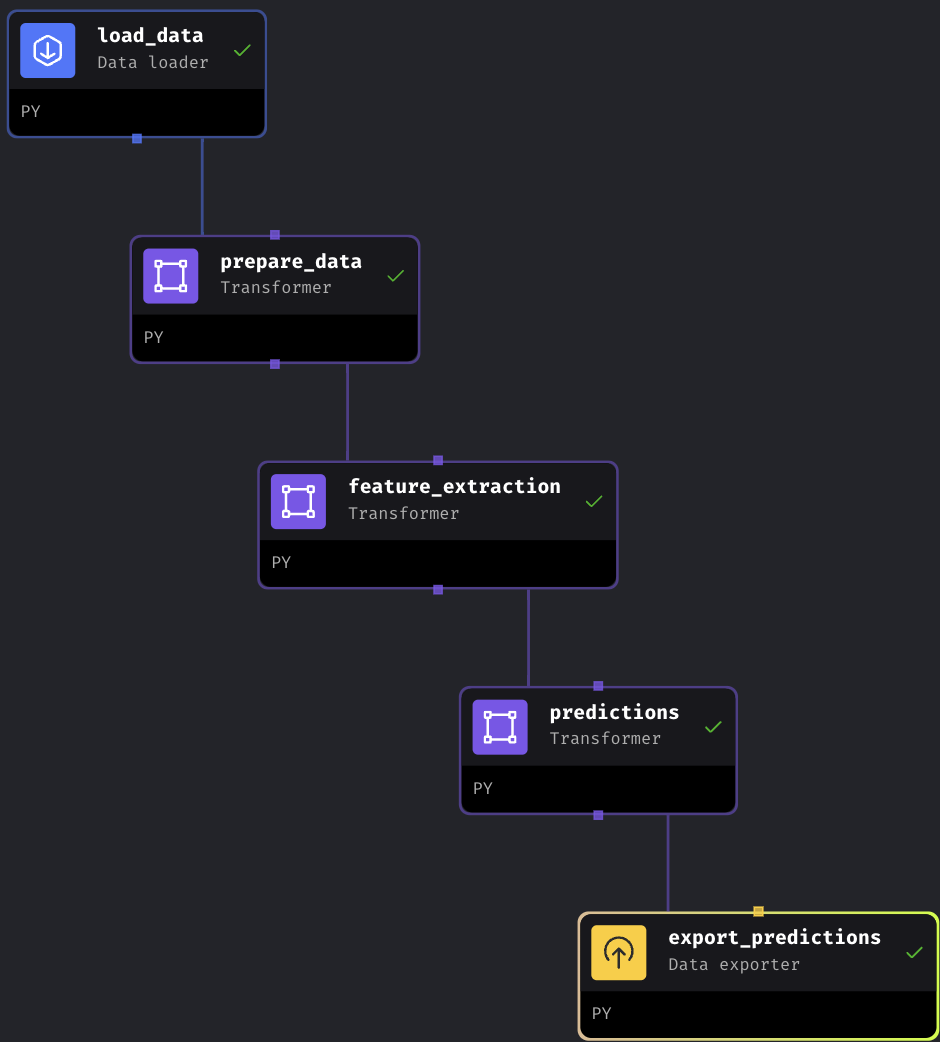 load_data
Data loader
PY
prepare_data
Transformer
PY
feature_extraction
Transformer
PY
predictions
Transformer
PY
export_predictions
Data exporter
PY